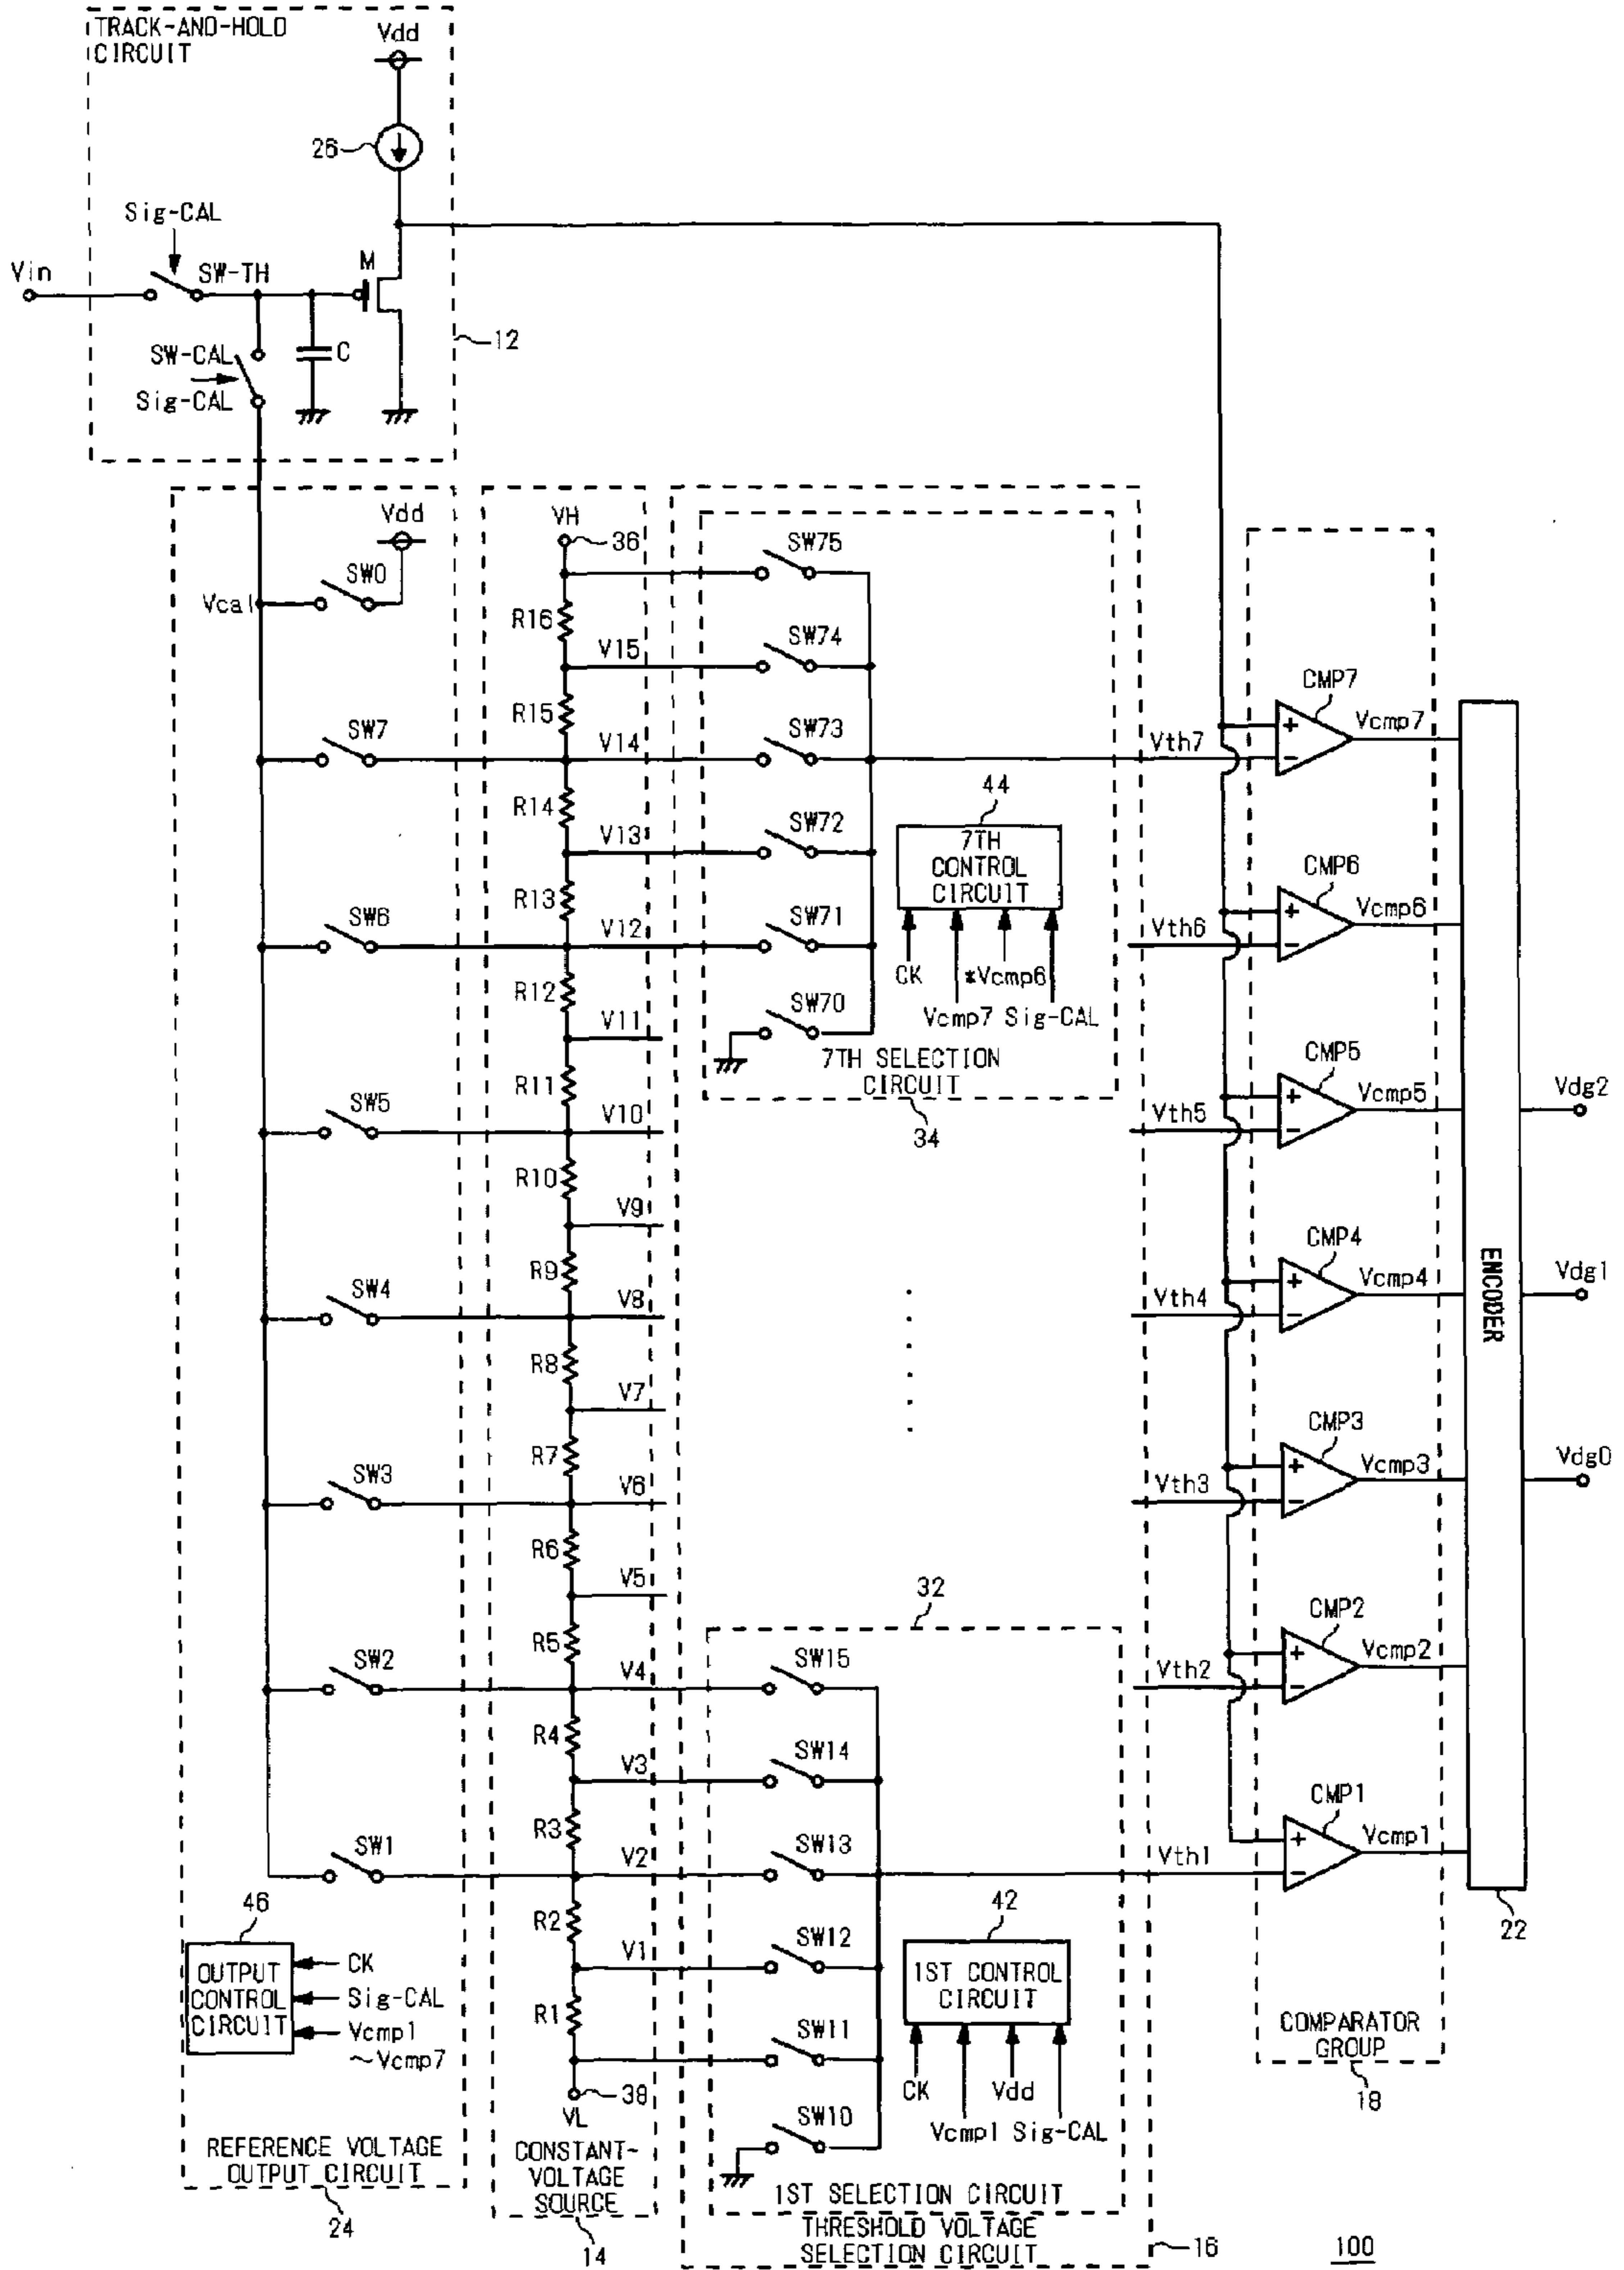 TRACK-AND-HOLD
CIRCUIT
Vdd
26
Sig-CAL
Vin
SW-TH
M
12
SW-CAL
C
Sig-CAL
Vdd
VH
36
SW0
Vcal
SW75
R16
V15
SW74
CMP7
SW7
R15
V14
SW73
Vth7
+
−
Vcmp7
R14
V13
SW72
44
7TH
CONTROL
CIRCUIT
CMP6
SW6
R13
V12
SW71
Vth6
+
−
Vcmp6
CK
*Vcmp6
Vcmp7
Sig-CAL
R12
V11
SW70
7TH SELECTION
CIRCUIT
34
CMP5
SW5
R11
V10
Vth5
+
−
Vcmp5
Vdg2
R10
V9
CMP4
SW4
R9
V8
Vth4
+
−
Vcmp4
ENCODER
Vdg1
R8
V7
CMP3
SW3
R7
V6
Vth3
+
−
Vcmp3
Vdg0
R6
V5
32
CMP2
SW2
R5
V4
SW15
Vth2
+
−
Vcmp2
R4
V3
SW14
CMP1
SW1
R3
V2
SW13
Vth1
+
−
Vcmp1
22
46
OUTPUT
CONTROL
CIRCUIT
CK
Sig-CAL
Vcmp1
~Vcmp7
R2
V1
SW12
42
1ST CONTROL
CIRCUIT
R1
SW11
CK
Vdd
Vcmp1
Sig-CAL
COMPARATOR
GROUP
18
38
VL
SW10
REFERENCE VOLTAGE
OUTPUT CIRCUIT
24
CONSTANT-
VOLTAGE
SOURCE
14
1ST SELECTION CIRCUIT
THRESHOLD VOLTAGE
SELECTION CIRCUIT
16
100